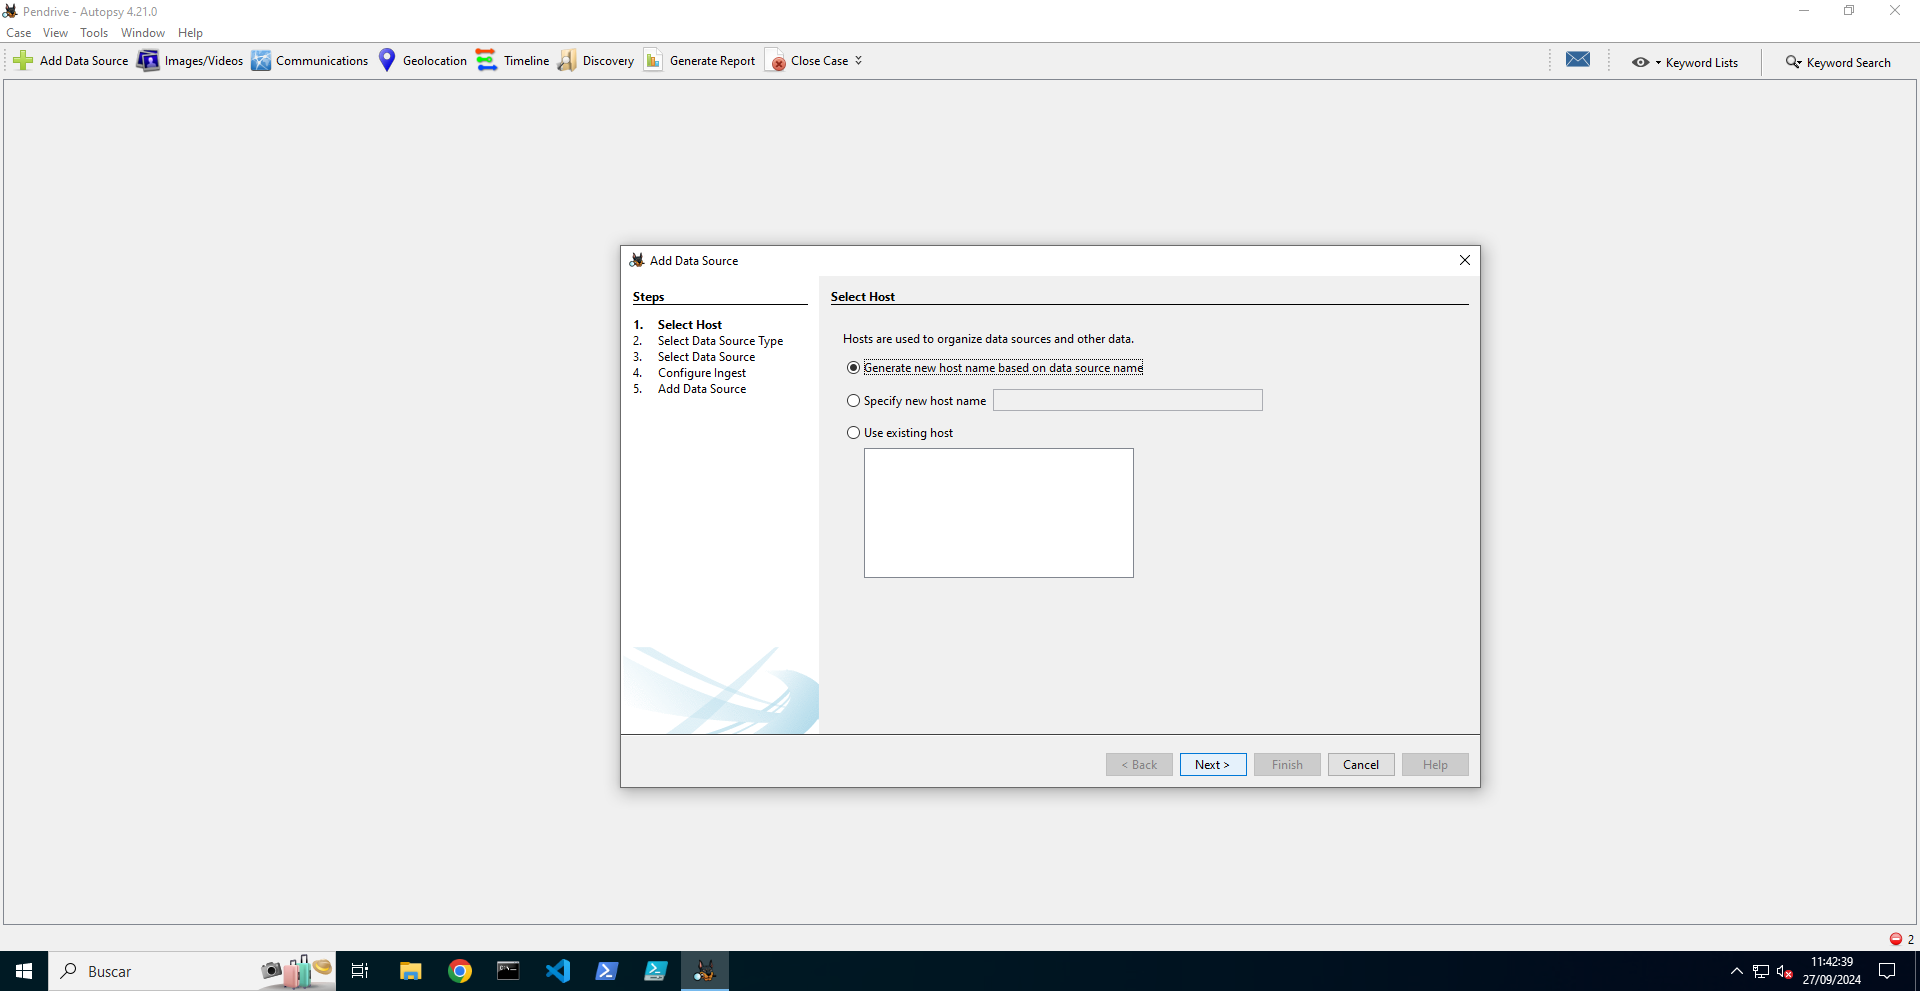 Pendrive - Autopsy 4.21.0
Case View Tools Window Help
Add Data Source Images/Videos Communications Geolocation Timeline Discovery Generate Report Close Case Keyword Lists Keyword Search
Add Data Source
Steps
1. Select Host
2. Select Data Source Type
3. Select Data Source
4. Configure Ingest
5. Add Data Source
Select Host
Hosts are used to organize data sources and other data.
Generate new host name based on data source name
Specify new host name
Use existing host
< Back Next > Finish Cancel Help
2
Buscar
11:42:39
27/09/2024